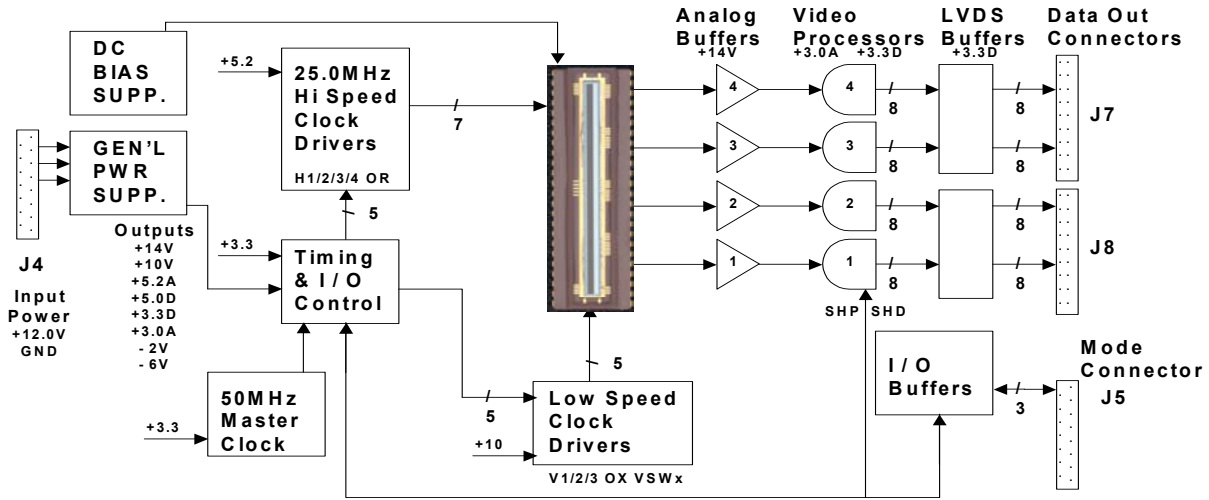 DC
BIAS
SUPP.
GEN'L
PWR
SUPP.
J4
Input
Power
+12.0V
GND
Outputs
+14V
+10V
+5.2A
+5.0D
+3.3D
+3.0A
- 2V
- 6V
+5.2
25.0MHz
Hi Speed
Clock
Drivers
H1/2/3/4 OR
7
5
+3.3
Timing
& I/O
Control
50MHz
Master
Clock
+3.3
5
+10
Low Speed
Clock
Drivers
V1/2/3 OX VSWx
5
Analog
Buffers
+14V
4
3
2
1
Video
Processors
+3.0A +3.3D
4
3
2
1
SHP SHD
8
8
8
8
LVDS
Buffers
+3.3D
8
8
8
8
Data Out
Connectors
J7
J8
I/O
Buffers
3
Mode
Connector
J5